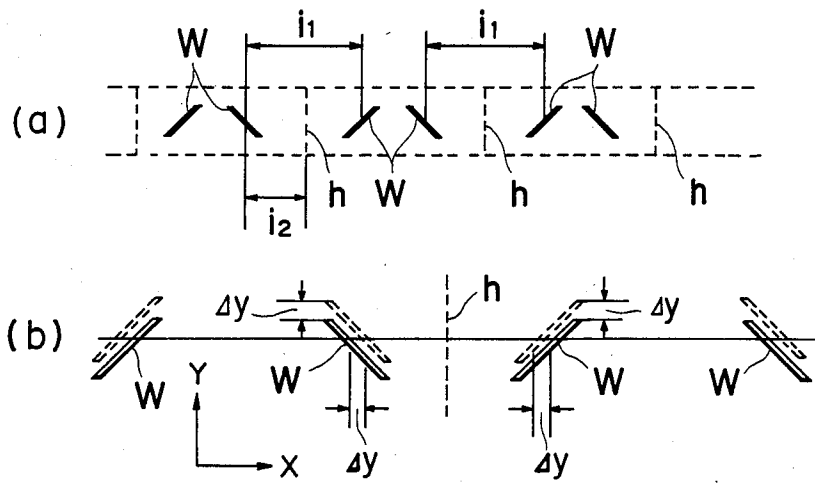 W i₁ i₁ W
(a)
W h h h
i₂
Δy h Δy
(b)
W Y W W W
X Δy Δy